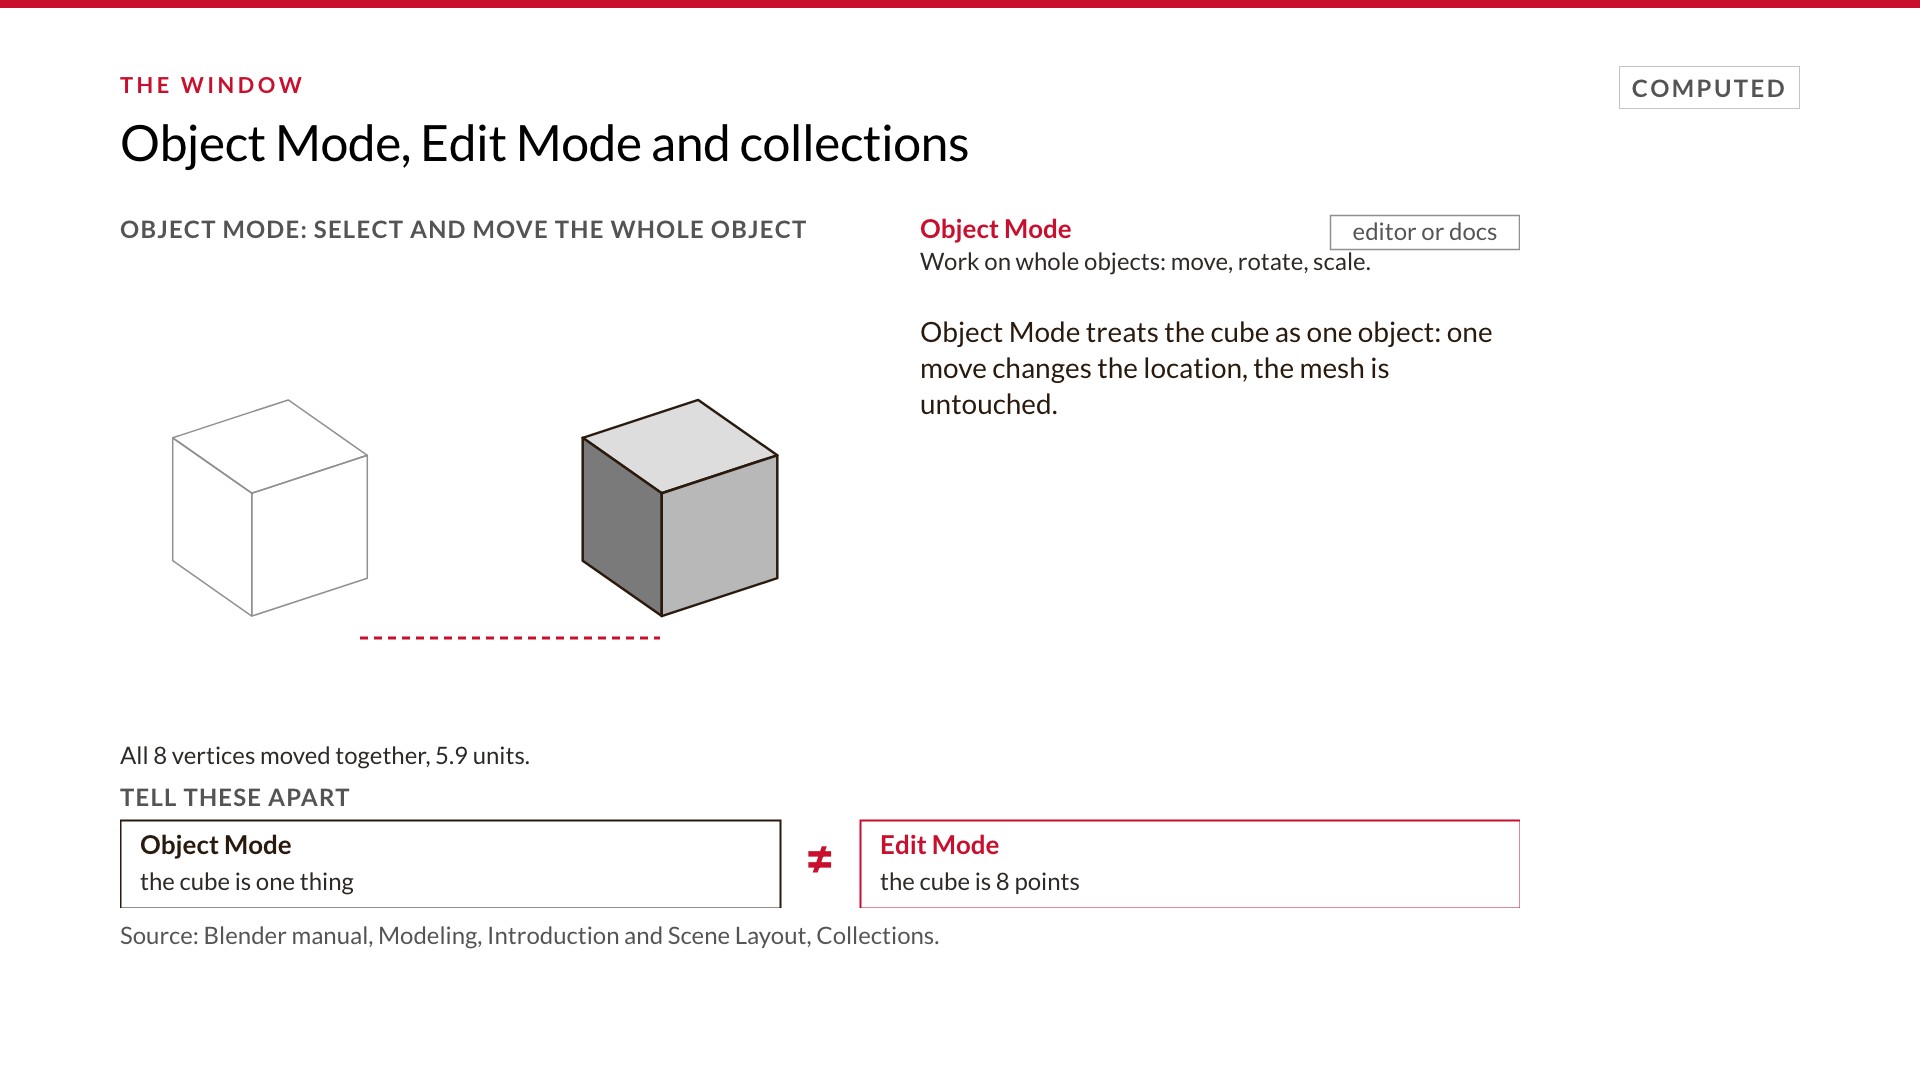 THE WINDOW
COMPUTED
Object Mode, Edit Mode and collections
OBJECT MODE: SELECT AND MOVE THE WHOLE OBJECT
Object Mode
editor or docs
Work on whole objects: move, rotate, scale.
Object Mode treats the cube as one object: one
move changes the location, the mesh is
untouched.
All 8 vertices moved together, 5.9 units.
TELL THESE APART
Object Mode
the cube is one thing
≠
Edit Mode
the cube is 8 points
Source: Blender manual, Modeling, Introduction and Scene Layout, Collections.